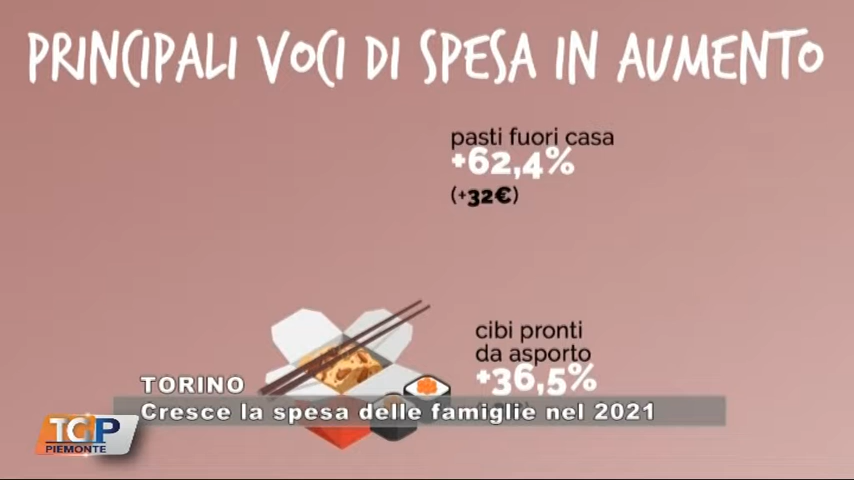 PRINCIPALI VOCI DI SPESA IN AUMENTO
pasti fuori casa
+62,4%
(+32€)
cibi pronti
da asporto
+36,5%
TORINO
Cresce la spesa delle famiglie nel 2021
TGP
PIEMONTE